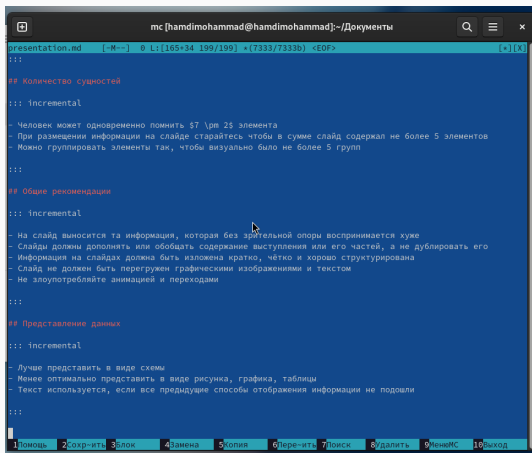 mc [hamdimohammad@hamdimohammad]:~/Документы
presentation.md [-M--] 0 L:[165+34 199/199] *(7333/7333b) <EOF> [*][X]
:::
## Количество сущностей
::: incremental
- Человек может одновременно помнить $7 \pm 2$ элемента
- При размещении информации на слайде старайтесь чтобы в сумме слайд содержал не более 5 элементов
- Можно группировать элементы так, чтобы визуально было не более 5 групп
:::
## Общие рекомендации
::: incremental
- На слайд выносится та информация, которая без зрительной опоры воспринимается хуже
- Слайды должны дополнять или обобщать содержание выступления или его частей, а не дублировать его
- Информация на слайдах должна быть изложена кратко, чётко и хорошо структурирована
- Слайд не должен быть перегружен графическими изображениями и текстом
- Не злоупотребляйте анимацией и переходами
:::
## Представление данных
::: incremental
- Лучше представить в виде схемы
- Менее оптимально представить в виде рисунка, графика, таблицы
- Текст используется, если все предыдущие способы отображения информации не подошли
:::
1Помощь 2Сохр~ить 3Блок 4Замена 5Копия 6Пере~ить 7Поиск 8Удалить 9МенюMC 10Выход